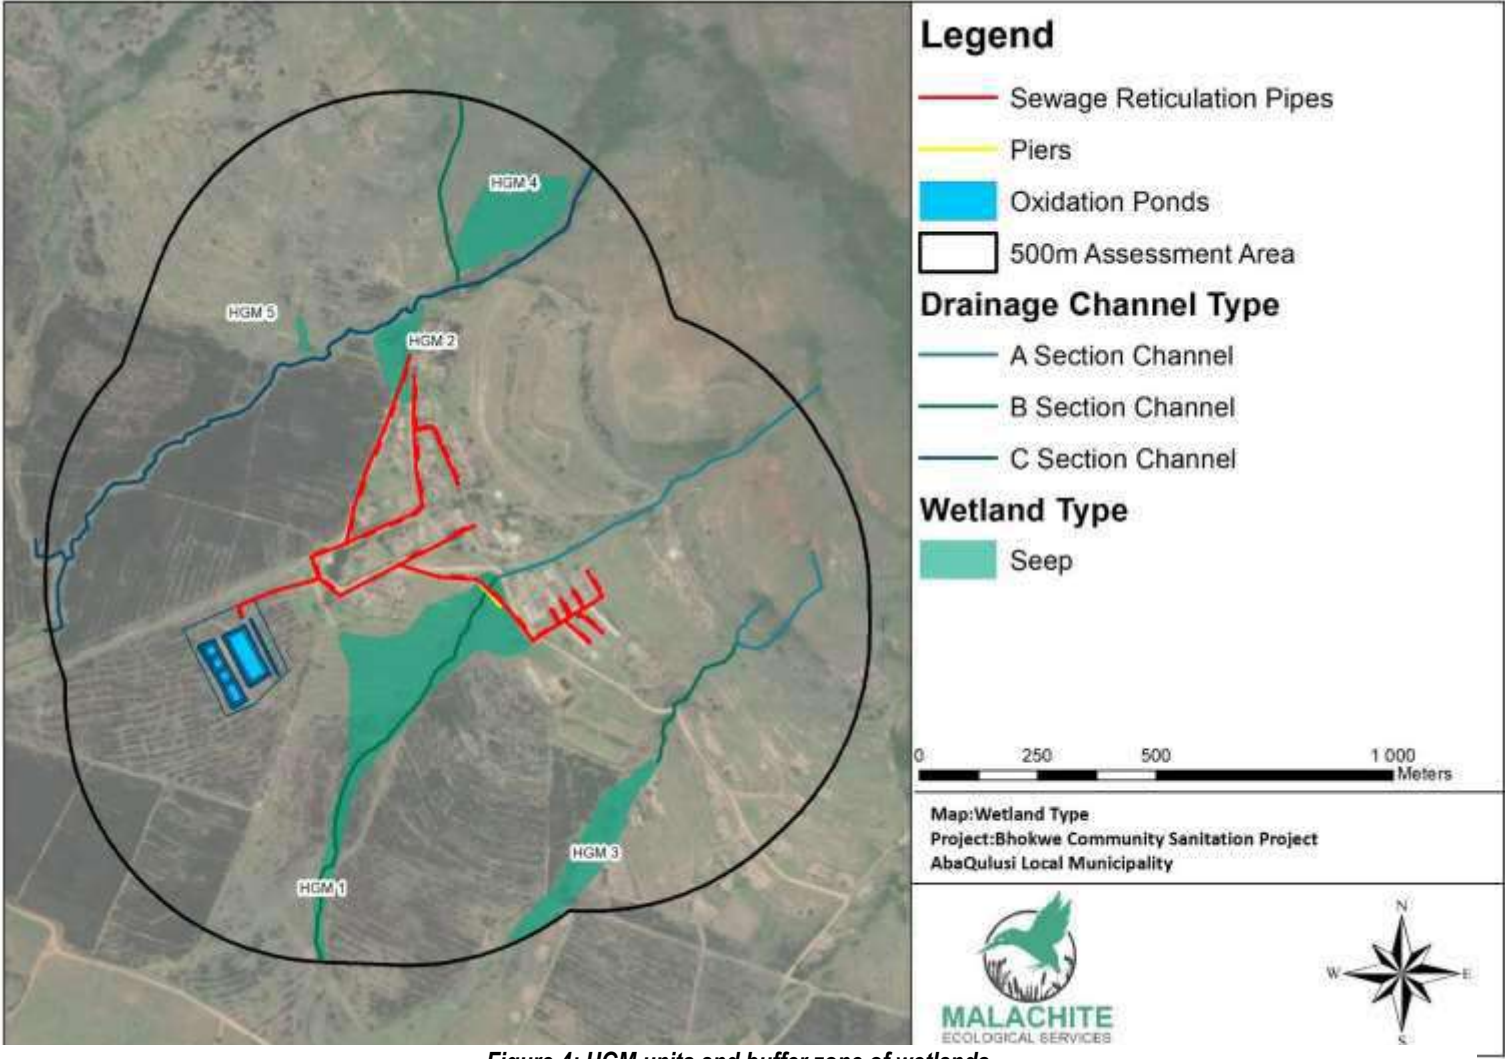 Legend
Sewage Reticulation Pipes
Piers
Oxidation Ponds
500m Assessment Area
Drainage Channel Type
A Section Channel
B Section Channel
C Section Channel
Wetland Type
Seep
0 250 500 1 000
Meters
Map:Wetland Type
Project:Bhokwe Community Sanitation Project
AbaQulusi Local Municipality
MALACHITE
ECOLOGICAL SERVICES
N
W E
S
HGM 4
HGM 5
HGM 2
HGM 3
HGM 1
Figure 4: HGM units and buffer zone of wetlands